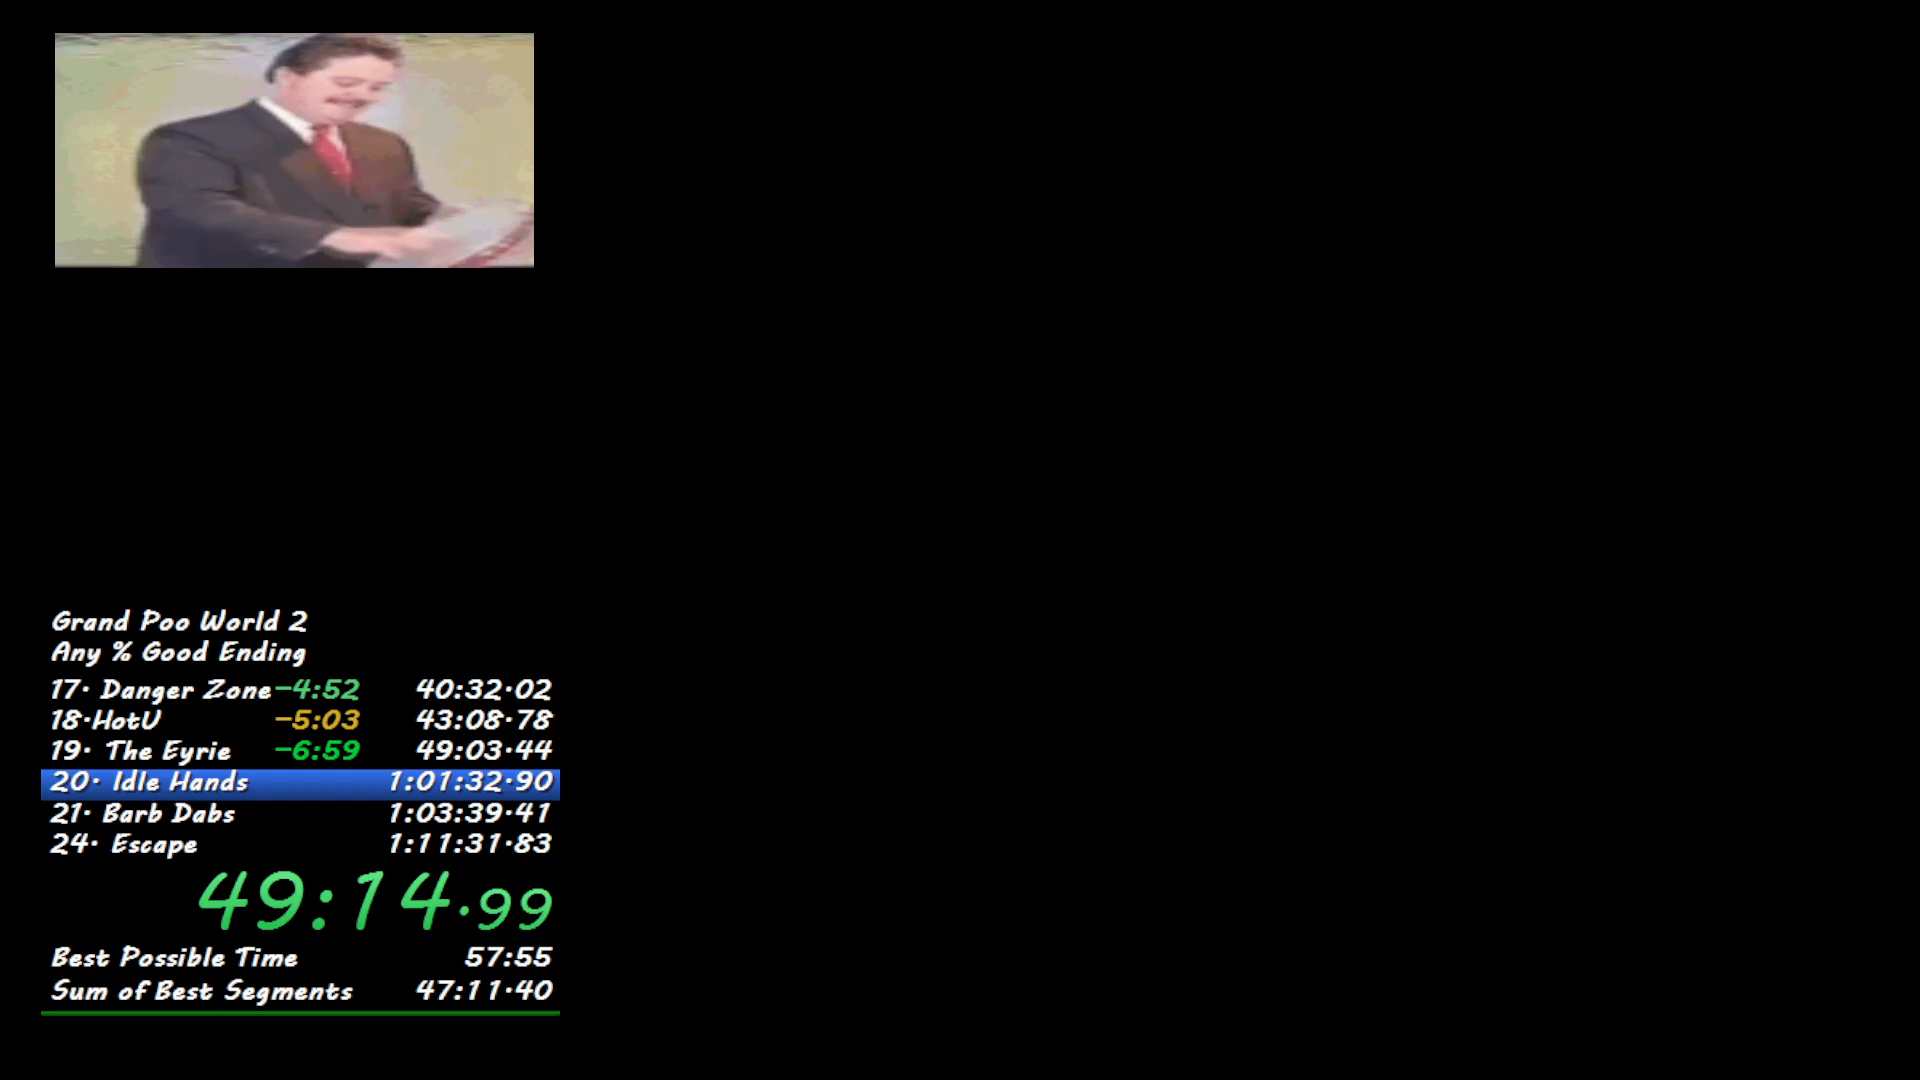 Grand Poo World 2
Any % Good Ending
17. Danger Zone -4:52 40:32.02
18.HotU -5:03 43:08.78
19. The Eyrie -6:59 49:03.44
20. Idle Hands 1:01:32.90
21. Barb Dabs 1:03:39.41
24. Escape 1:11:31.83
49:14.99
Best Possible Time 57:55
Sum of Best Segments 47:11.40